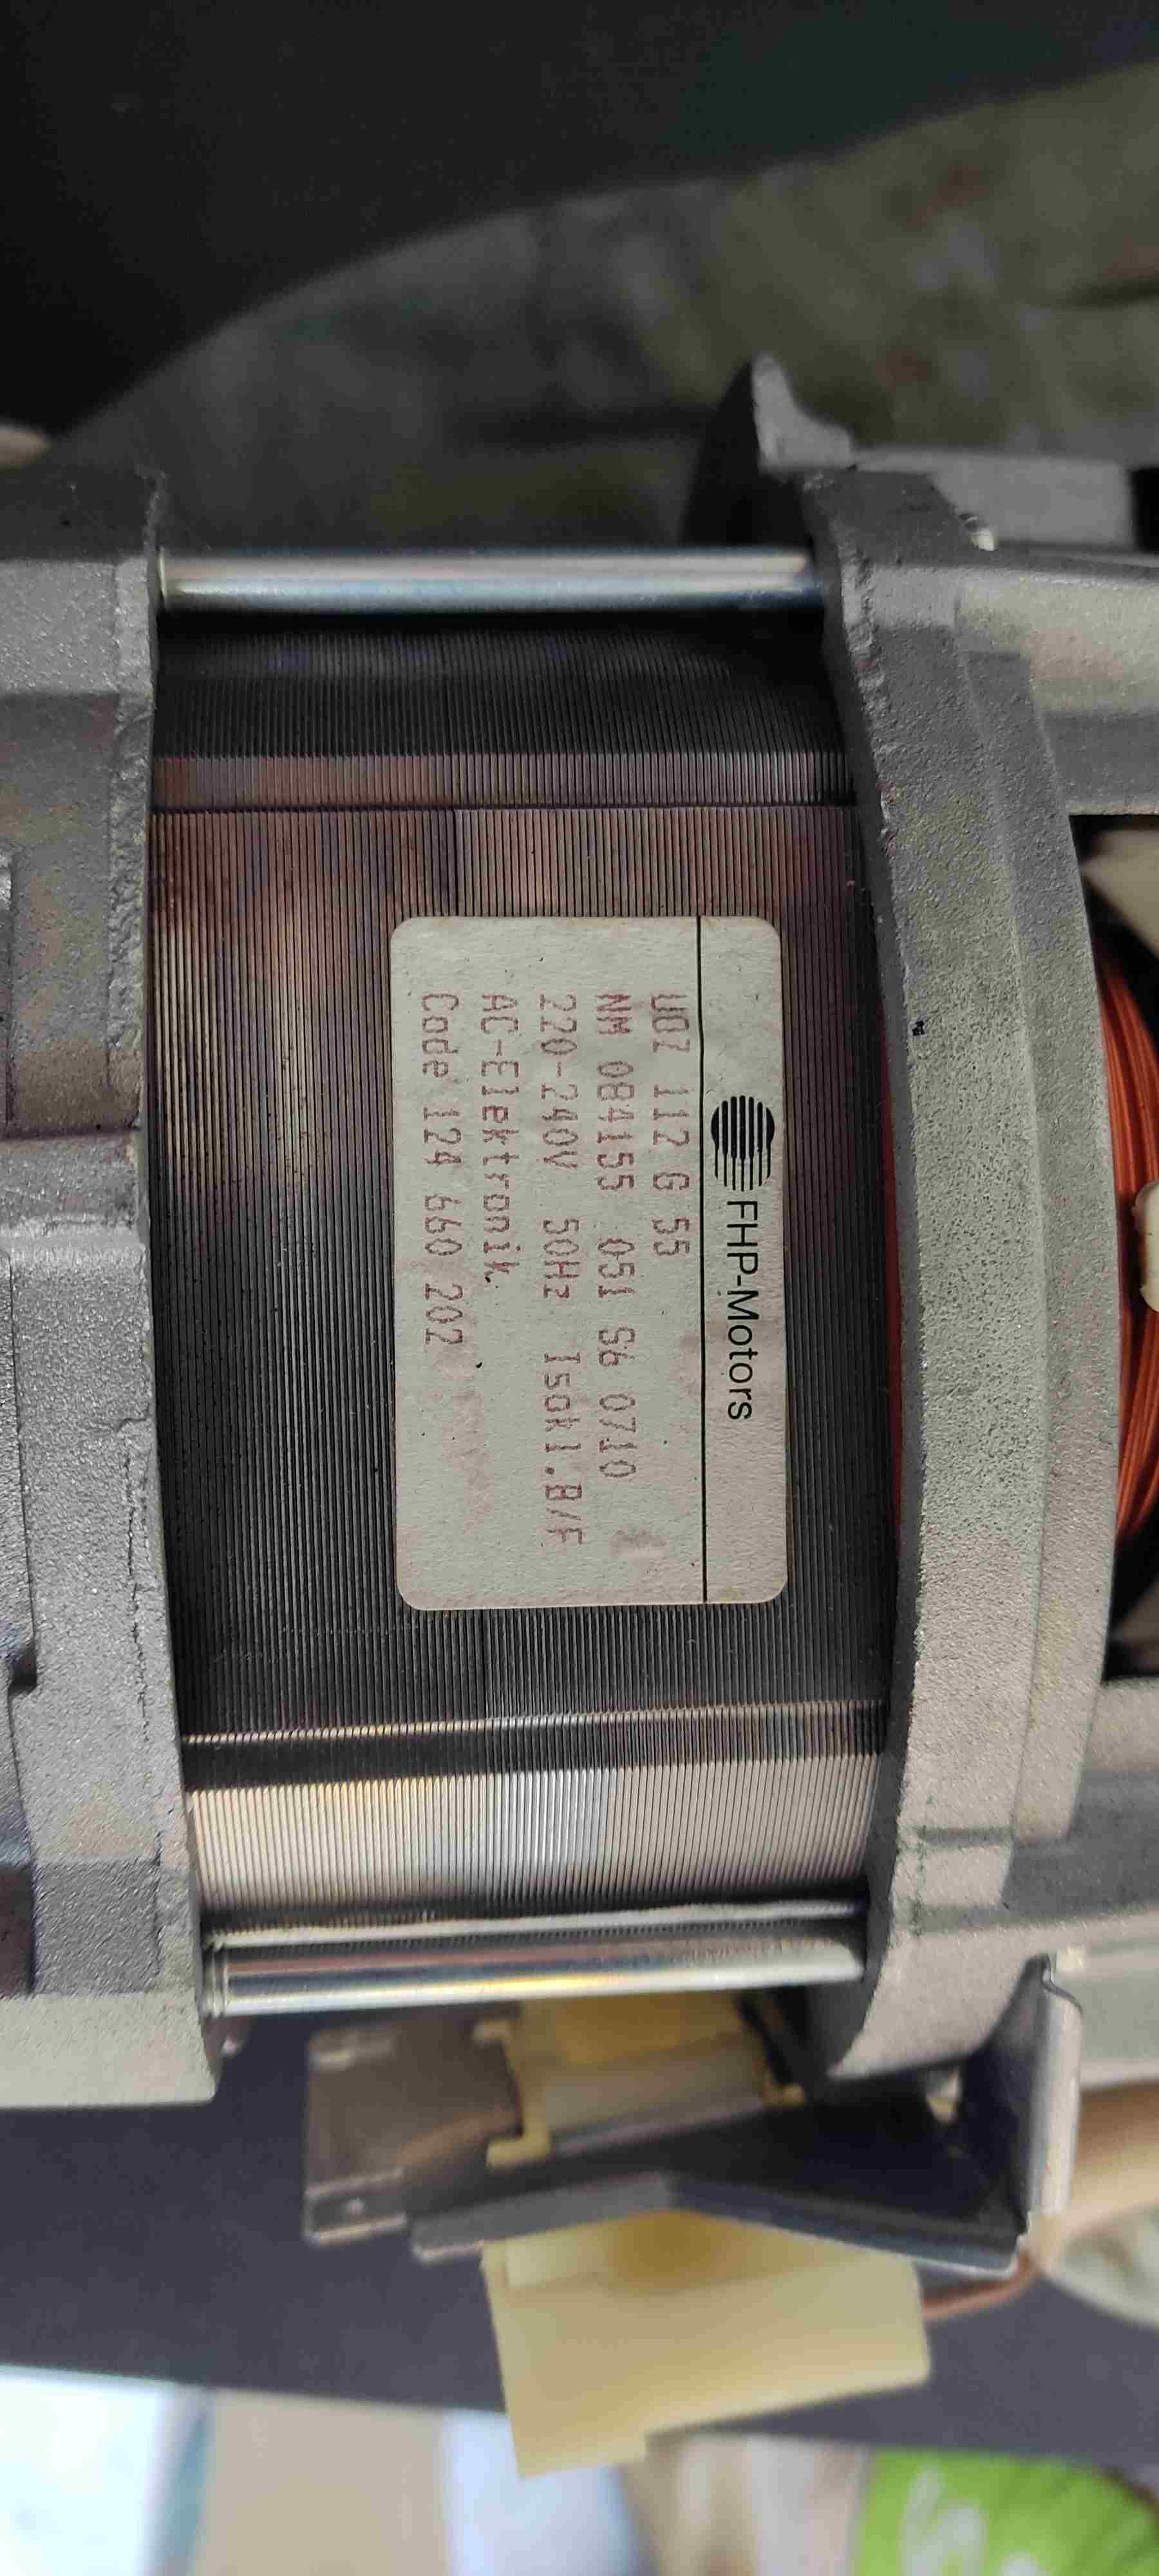 FHP-Motors
UOZ 112 G 55
NM 084155 051 S6 0710
220-240V 50Hz Isokl.B/F
AC-Elektronik
Code 124 660 202